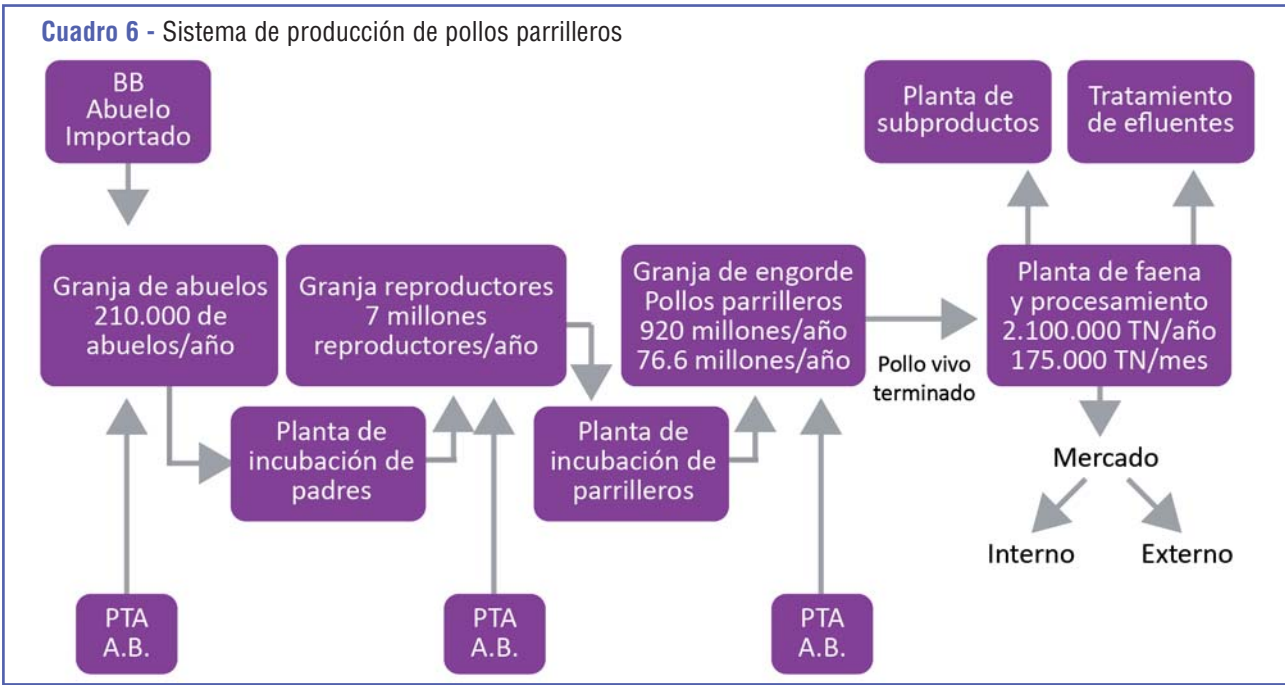 Cuadro 6 - Sistema de producción de pollos parrilleros
BB
Abuelo
Importado
Planta de
subproductos
Tratamiento
de efluentes
Granja de abuelos
210.000 de
abuelos/año
Granja reproductores
7 millones
reproductores/año
Granja de engorde
Pollos parrilleros
920 millones/año
76.6 millones/año
Pollo vivo
terminado
Planta de faena
y procesamiento
2.100.000 TN/año
175.000 TN/mes
Planta de
incubación de
padres
Planta de
incubación de
parrilleros
Mercado
Interno
Externo
PTA
A.B.
PTA
A.B.
PTA
A.B.